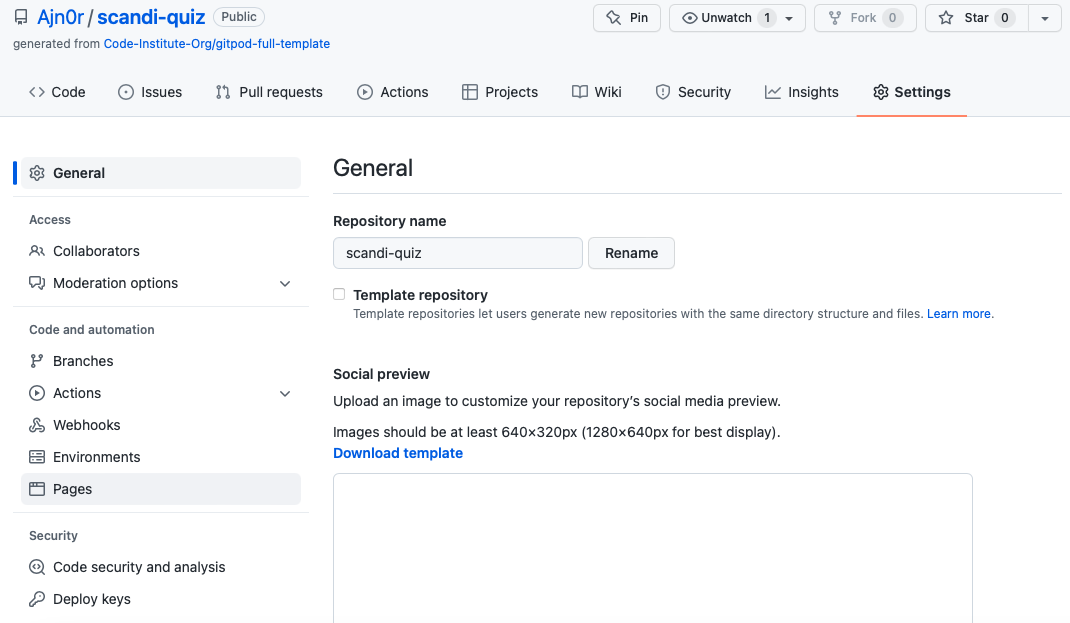 Ajn0r / scandi-quiz Public
Pin
Unwatch 1
Fork 0
Star 0
generated from Code-Institute-Org/gitpod-full-template
Code
Issues
Pull requests
Actions
Projects
Wiki
Security
Insights
Settings
General
Access
Collaborators
Moderation options
Code and automation
Branches
Actions
Webhooks
Environments
Pages
Security
Code security and analysis
Deploy keys
General
Repository name
scandi-quiz
Rename
Template repository
Template repositories let users generate new repositories with the same directory structure and files. Learn more.
Social preview
Upload an image to customize your repository’s social media preview.
Images should be at least 640×320px (1280×640px for best display).
Download template